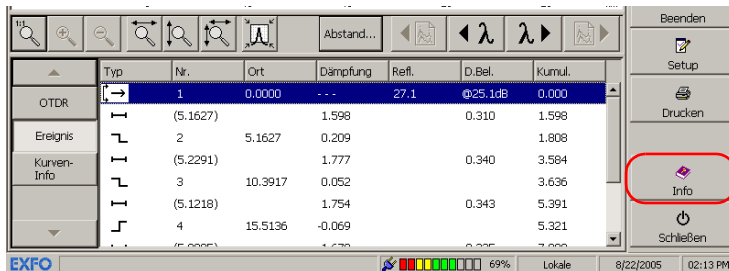 Beenden
1:1
Abstand...
λ
λ
Setup
Typ Nr. Ort Dämpfung Refl. D.Bel. Kumul.
1 0.0000 --- 27.1 @25.1dB 0.000
OTDR
Drucken
(5.1627) 1.598 0.310 1.598
Ereignis
2 5.1627 0.209 1.808
Kurven-
Info
(5.2291) 1.777 0.340 3.584
3 10.3917 0.052 3.636
Info
(5.1218) 1.754 0.343 5.391
4 15.5136 -0.069 5.321
Schließen
EXFO 69% Lokale 8/22/2005 02:13 PM